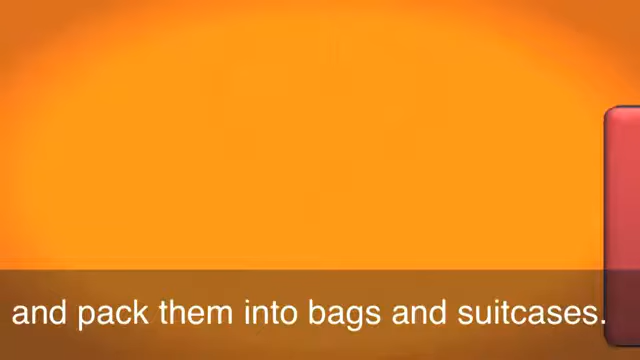 and pack them into bags and suitcases.